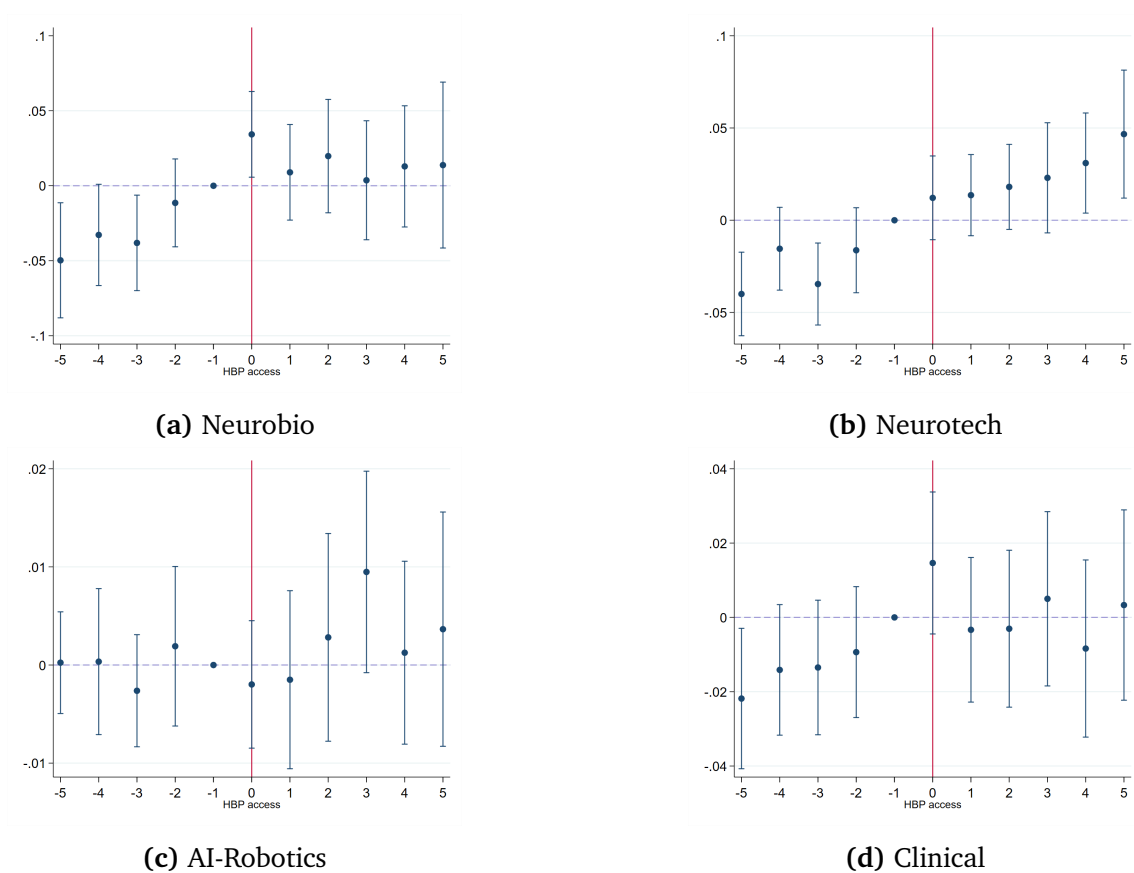 .1
.05
0
-.05
-.1
-5 -4 -3 -2 -1 0 1 2 3 4 5
HBP access
(a) Neurobio
.1
.05
0
-.05
-5 -4 -3 -2 -1 0 1 2 3 4 5
HBP access
(b) Neurotech
.02
.01
0
-.01
-5 -4 -3 -2 -1 0 1 2 3 4 5
HBP access
(c) AI-Robotics
.04
.02
0
-.02
-.04
-5 -4 -3 -2 -1 0 1 2 3 4 5
HBP access
(d) Clinical